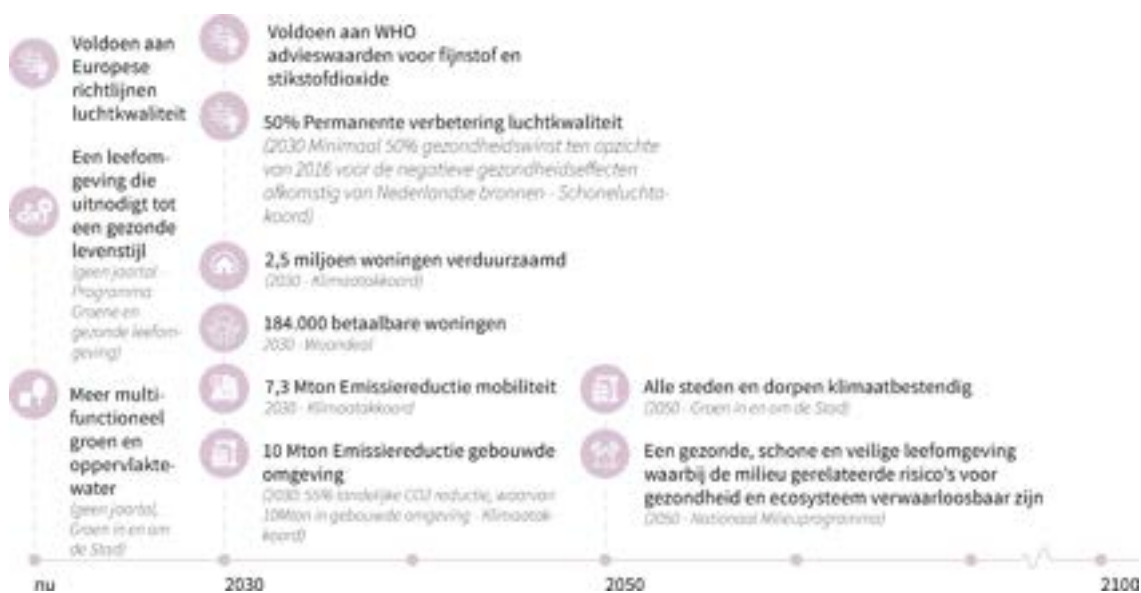 Voldoen aan
Europese
richtlijnen
luchtkwaliteit
Een leefom-
geving die
uitnodigt tot
een gezonde
levenstijl
(geen jaartal -
Programma
Groene en
gezonde leefom-
geving)
Meer multi-
functioneel
groen en
oppervlakte-
water
(geen jaartal,
Groen in en om
de Stad)
Voldoen aan WHO
advieswaarden voor fijnstof en
stikstofdioxide
50% Permanente verbetering luchtkwaliteit
(2030 Minimaal 50% gezondheidswinst ten opzichte
van 2016 voor de negatieve gezondheidseffecten
afkomstig van Nederlandse bronnen - Schoneluchta-
koord)
2,5 miljoen woningen verduurzaamd
(2030 - Klimaatakkoord)
184.000 betaalbare woningen
2030 - Woondeal
7,3 Mton Emissiereductie mobiliteit
2030 - Klimaatakkoord
10 Mton Emissiereductie gebouwde
omgeving
(2030: 55% landelijke CO2 reductie, waarvan
10Mton in gebouwde omgeving - Klimaatak-
koord)
Alle steden en dorpen klimaatbestendig
(2050 - Groen in en om de Stad)
Een gezonde, schone en veilige leefomgeving
waarbij de milieu gerelateerde risico's voor
gezondheid en ecosysteem verwaarloosbaar zijn
(2050 - Nationaal Milieuprogramma)
nu 2030 2050 2100